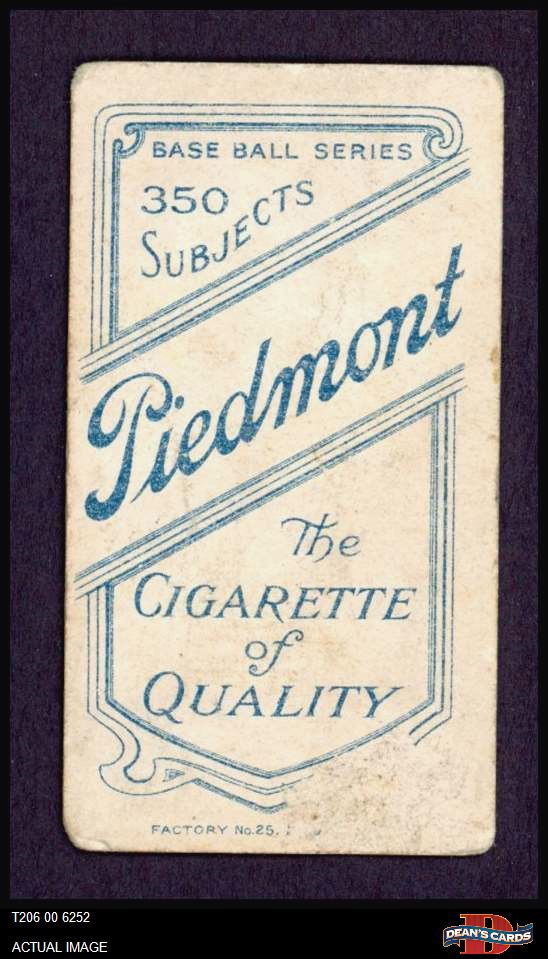 BASE BALL SERIES
350
SUBJECTS
Piedmont
The
CIGARETTE
of
QUALITY
FACTORY No.25.
T206 00 6252
ACTUAL IMAGE
DEAN'S CARDS